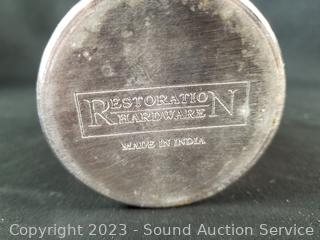 RESTORATION
HARDWARE
MADE IN INDIA
Copyright © 2023 - Sound Auction Service